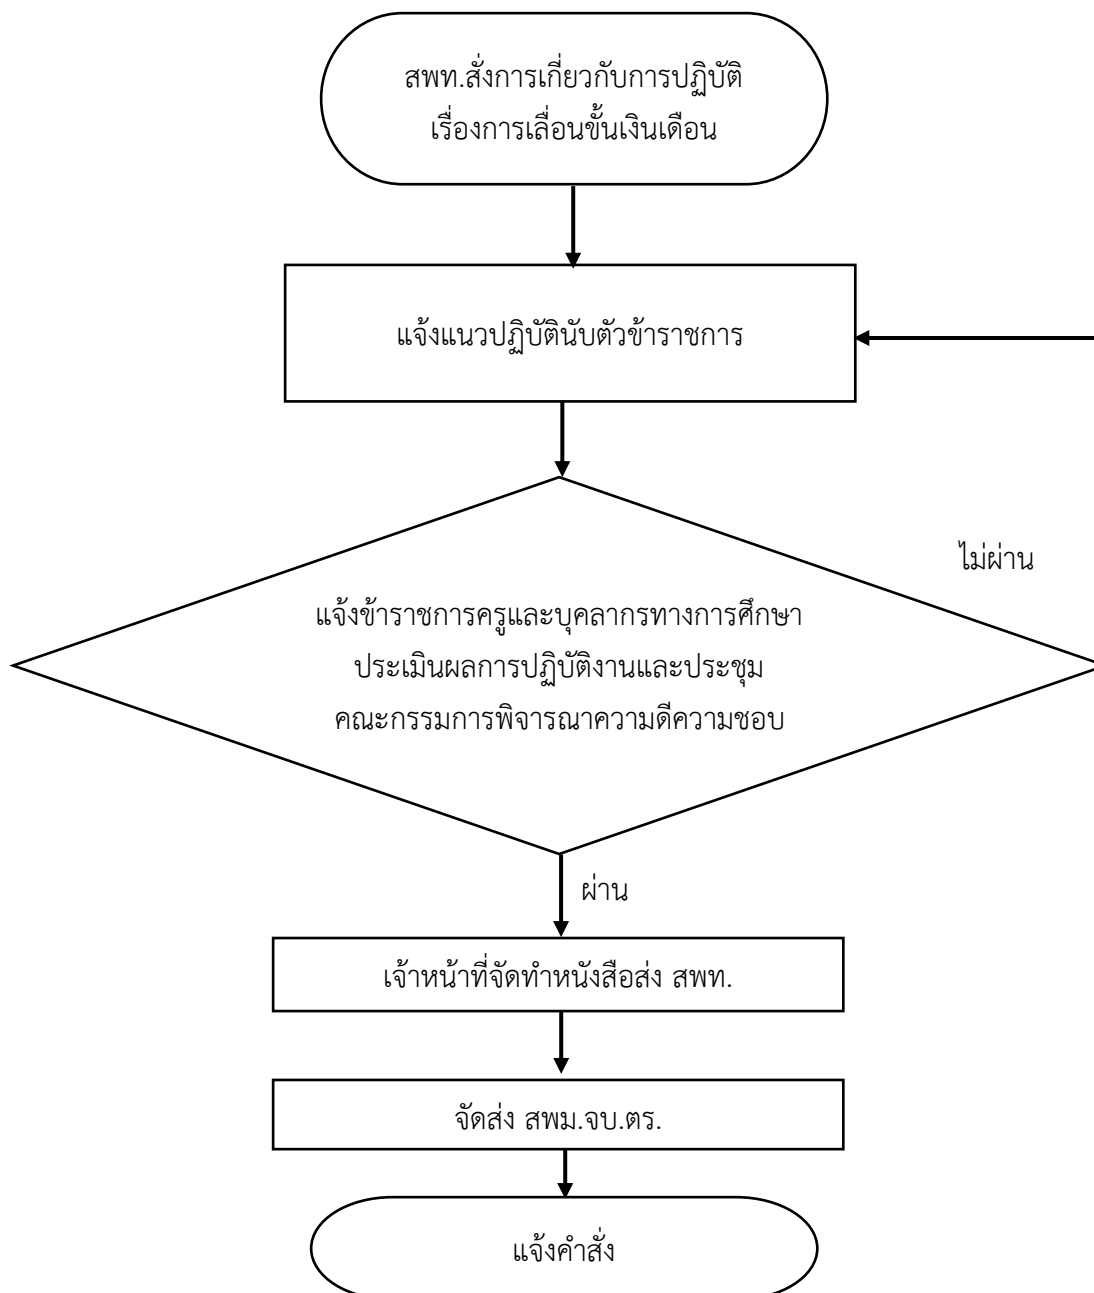 สพท.สั่งการเกี่ยวกับการปฏิบัติ
เรื่องการเลื่อนขั้นเงินเดือน
แจ้งแนวปฏิบัตินับตัวข้าราชการ
ไม่ผ่าน
แจ้งข้าราชการครูและบุคลากรทางการศึกษา
ประเมินผลการปฏิบัติงานและประชุม
คณะกรรมการพิจารณาความดีความชอบ
ผ่าน
เจ้าหน้าที่จัดทำหนังสือส่ง สพท.
จัดส่ง สพม.จบ.ตร.
แจ้งคำสั่ง